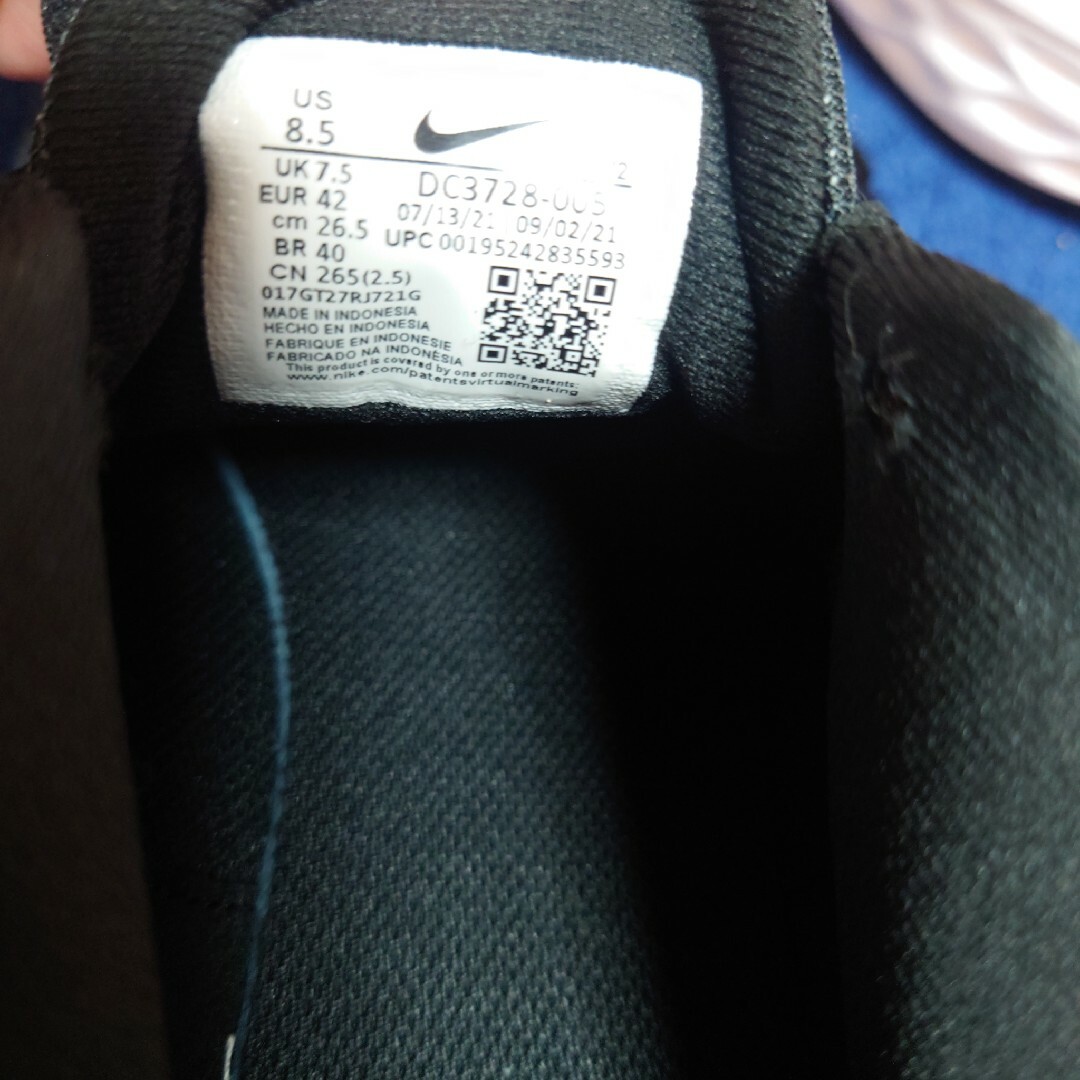 US
8.5
UK 7.5
EUR 42
cm 26.5
BR 40
CN 265(2.5)
017GT27RJ721G
MADE IN INDONESIA
HECHO EN INDONESIA
FABRIQUE EN INDONESIE
FABRICADO NA INDONÉSIA
This product is covered by one or more patents:
www.nike.com/patentsvirtualmarking
2
DC3728-005
07/13/21 09/02/21
UPC 00195242835593